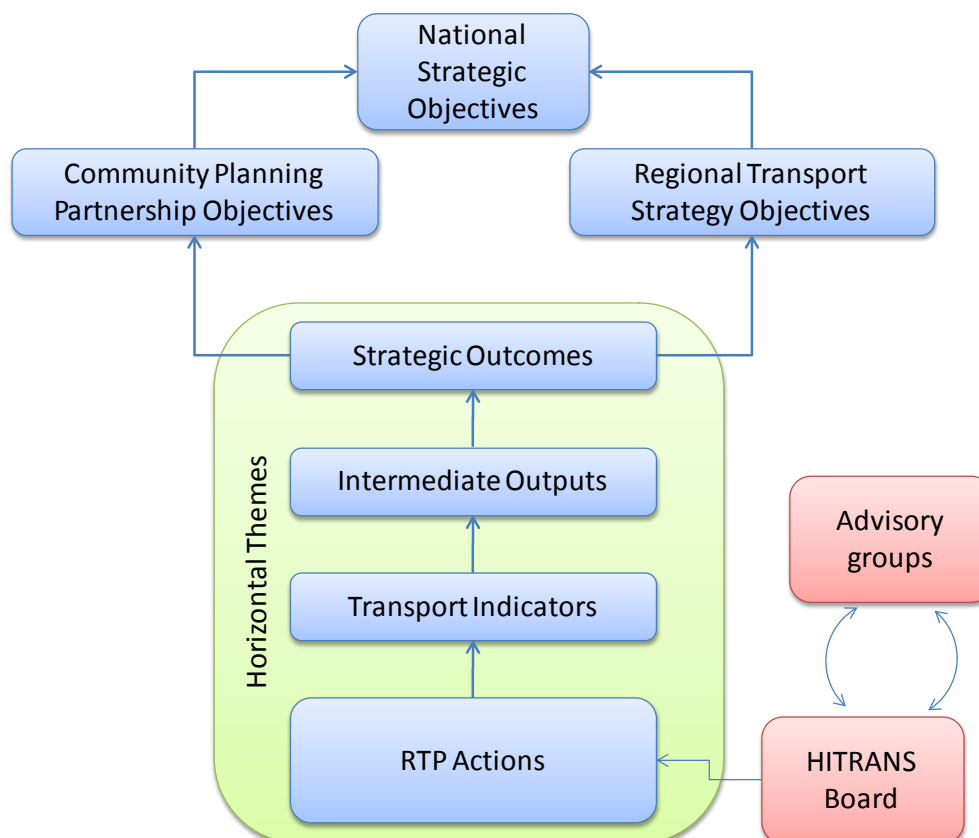 National
Strategic
Objectives
Community Planning
Partnership Objectives
Regional Transport
Strategy Objectives
Strategic Outcomes
Intermediate Outputs
Horizontal Themes
Transport Indicators
RTP Actions
Advisory
groups
HITRANS
Board